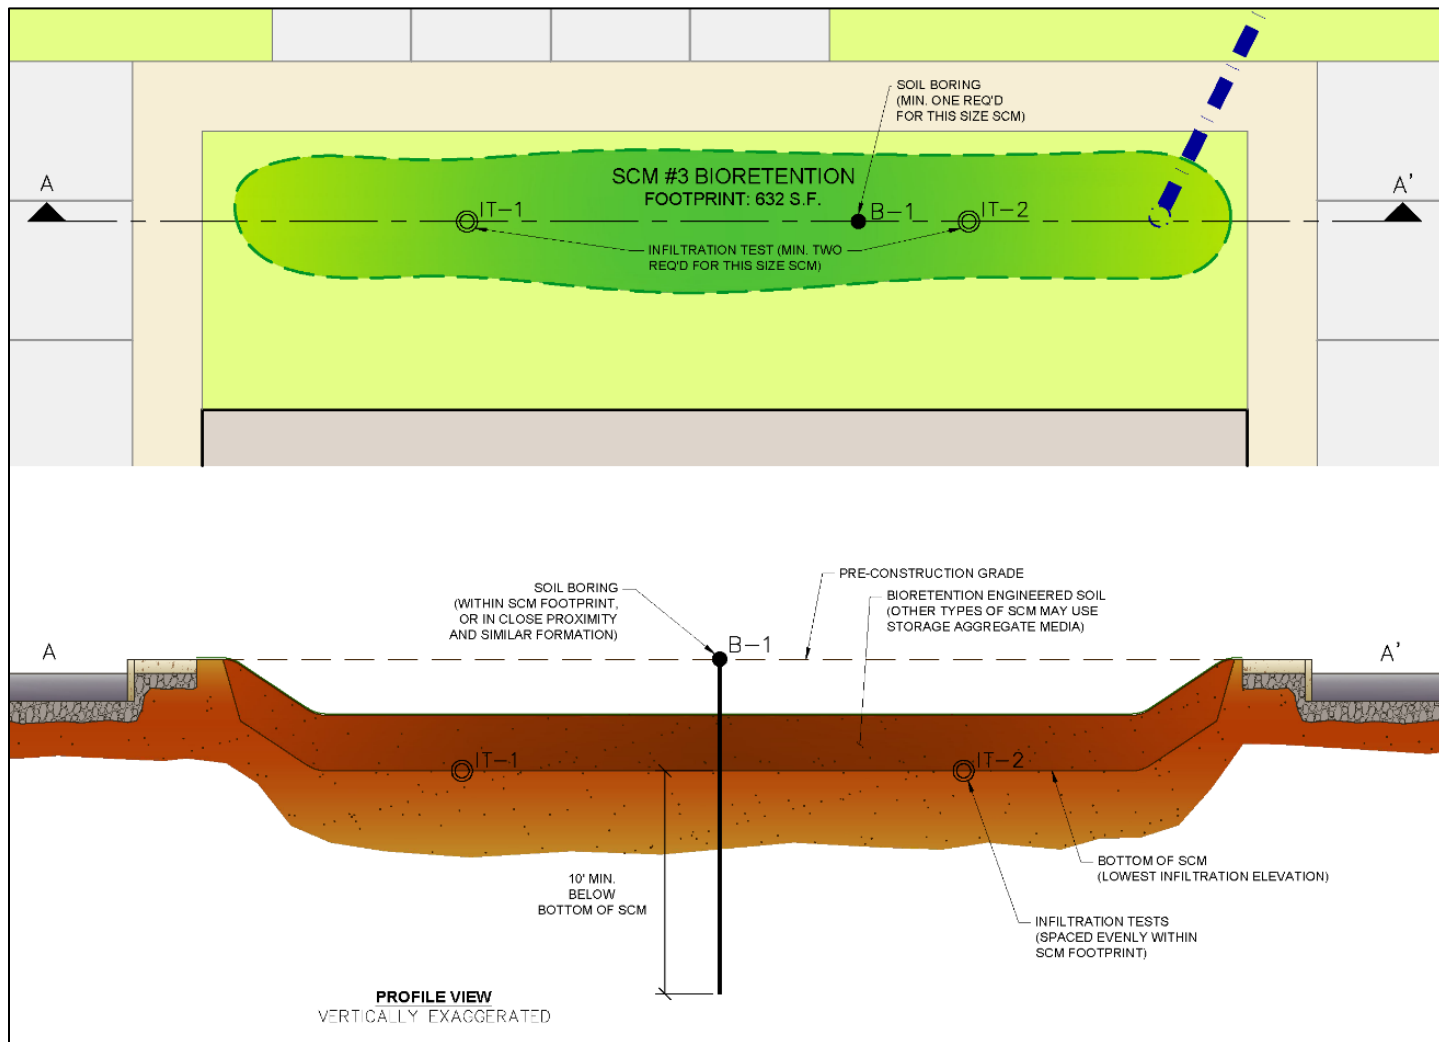 SOIL BORING
(MIN. ONE REQ'D
FOR THIS SIZE SCM)
A
SCM #3 BIORETENTION
FOOTPRINT: 632 S.F.
A'
IT-1
B-1
IT-2
INFILTRATION TEST (MIN. TWO
REQ'D FOR THIS SIZE SCM)
PRE-CONSTRUCTION GRADE
SOIL BORING
(WITHIN SCM FOOTPRINT,
OR IN CLOSE PROXIMITY
AND SIMILAR FORMATION)
BIORETENTION ENGINEERED SOIL
(OTHER TYPES OF SCM MAY USE
STORAGE AGGREGATE MEDIA)
B-1
A
A'
IT-1
IT-2
10' MIN.
BELOW
BOTTOM OF SCM
BOTTOM OF SCM
(LOWEST INFILTRATION ELEVATION)
INFILTRATION TESTS
(SPACED EVENLY WITHIN
SCM FOOTPRINT)
PROFILE VIEW
VERTICALLY EXAGGERATED